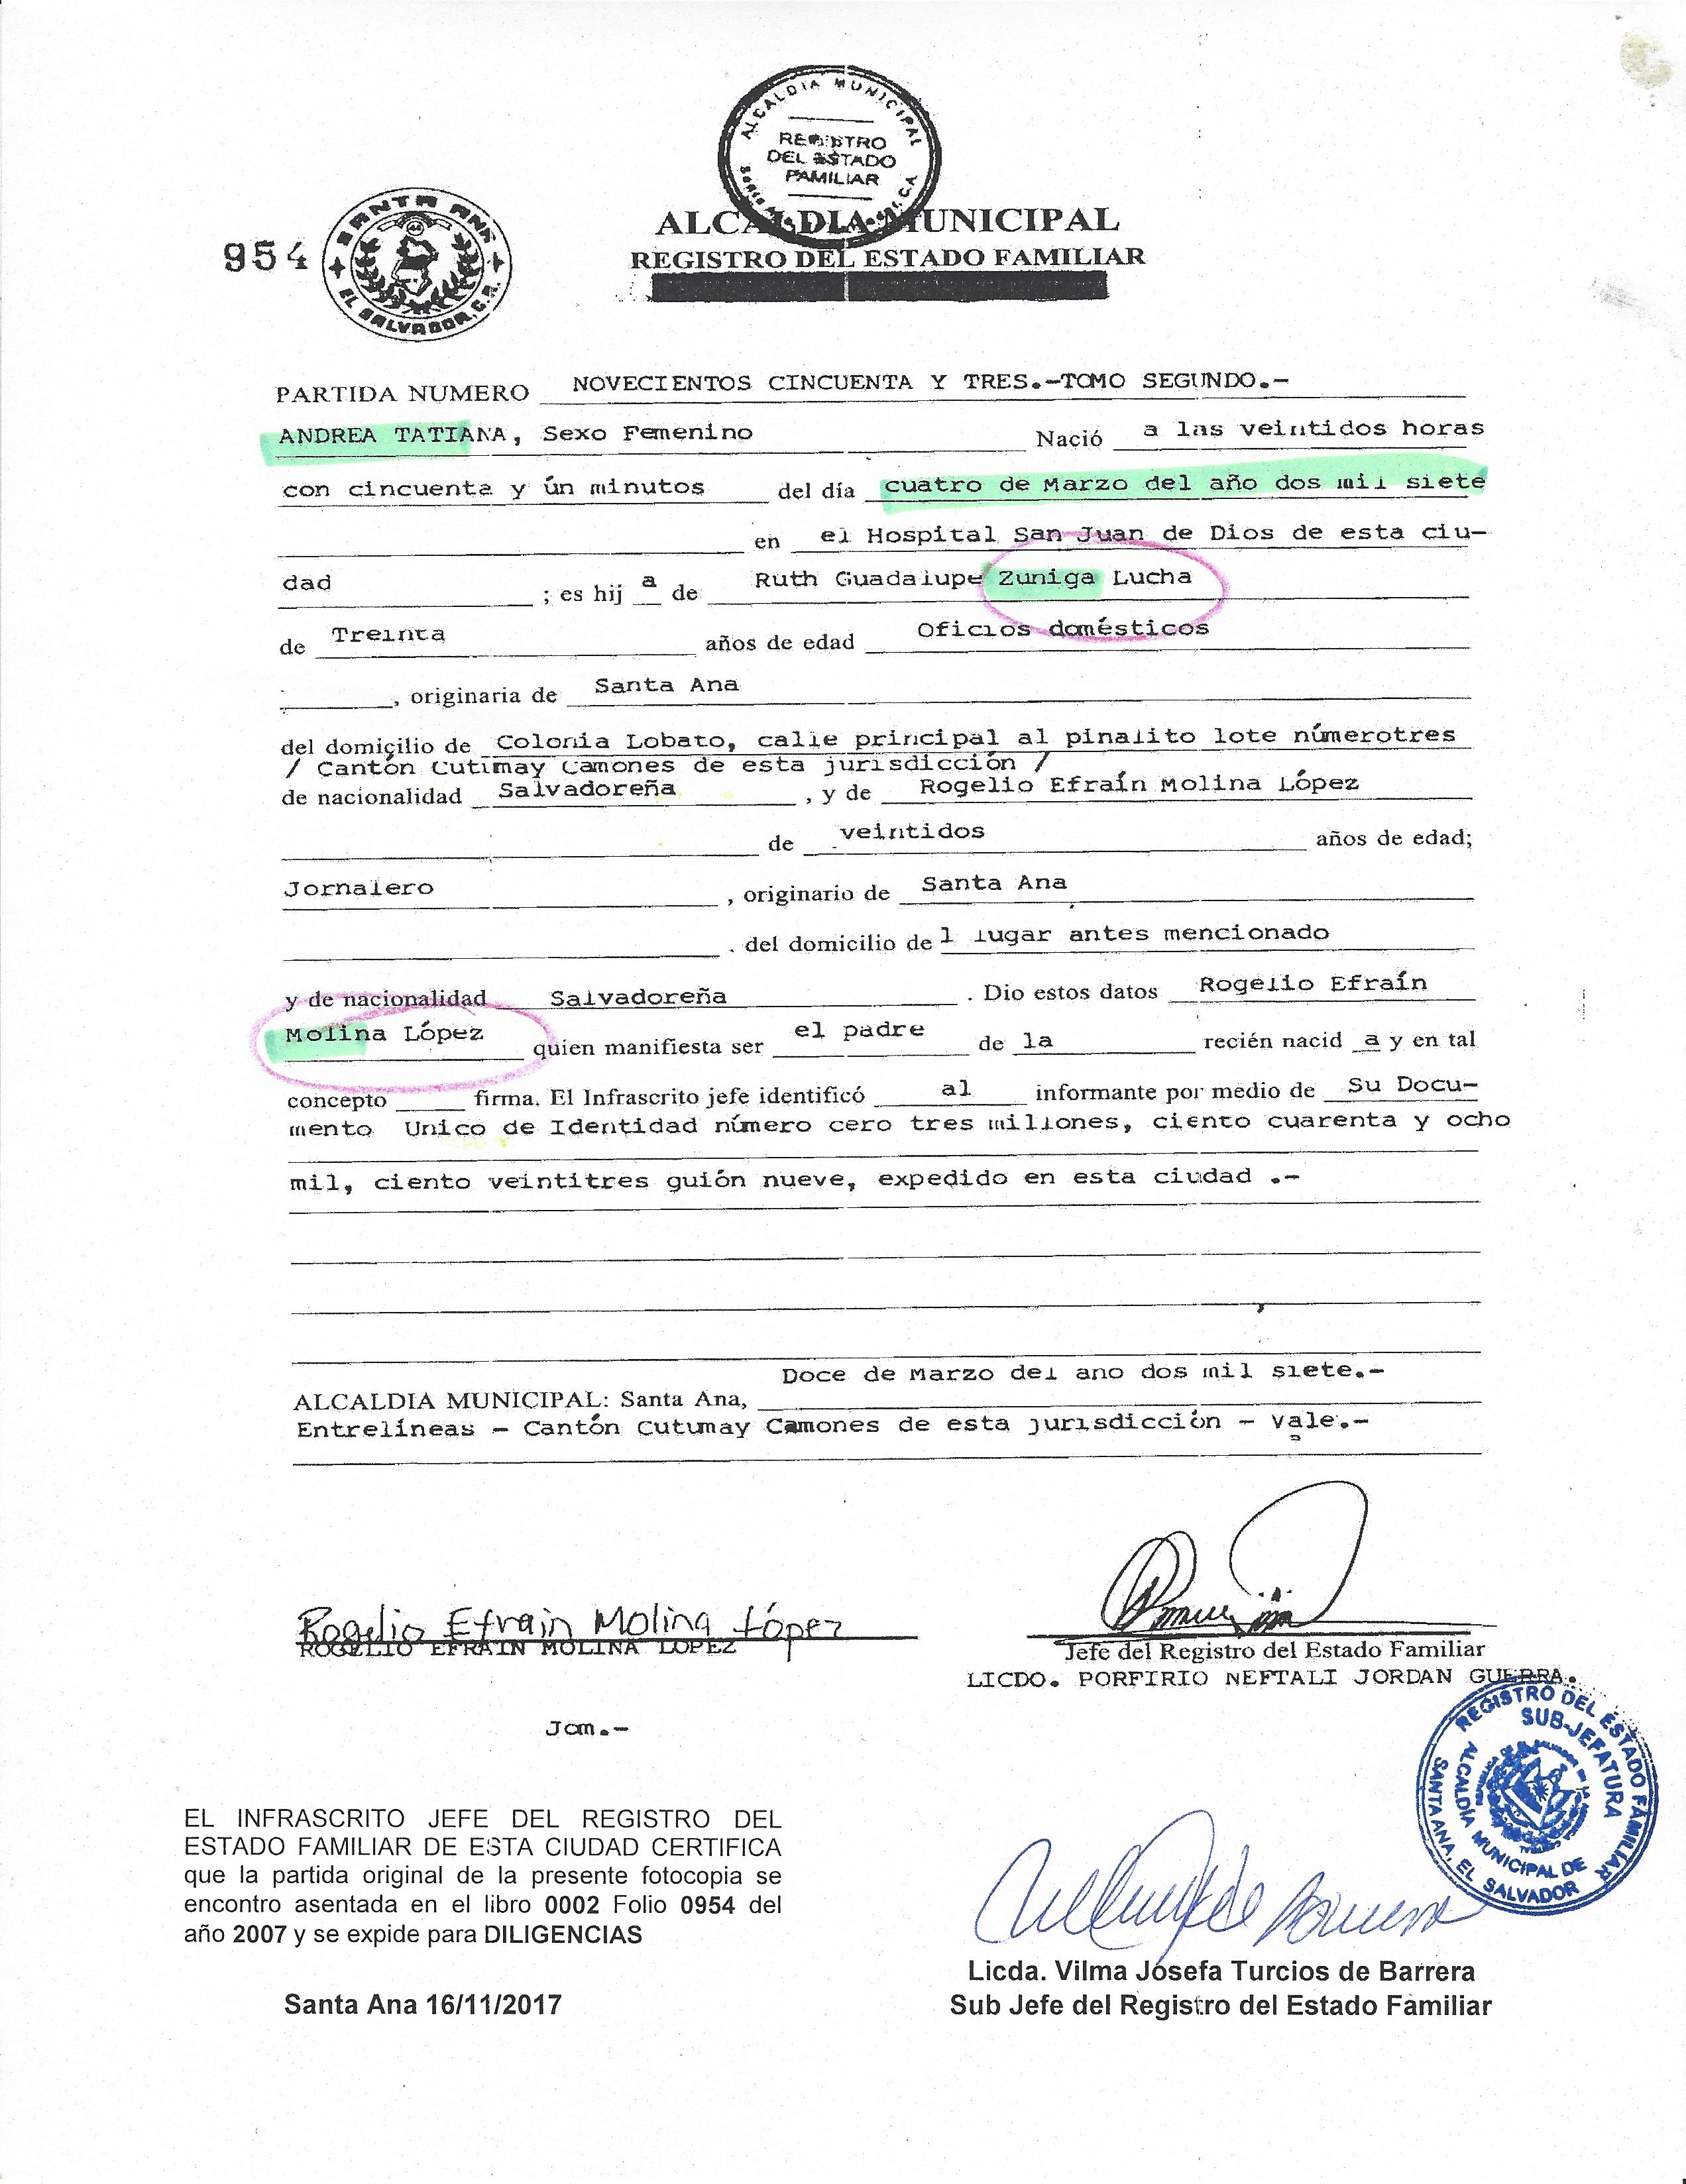 ALCALDIA MUNICIPAL
REGISTRO
DEL ESTADO
FAMILIAR
954
SANTA ANA
EL SALVADOR, C.A.
ALCALDIA MUNICIPAL
REGISTRO DEL ESTADO FAMILIAR
PARTIDA NUMERO NOVECIENTOS CINCUENTA Y TRES.-TOMO SEGUNDO.-
ANDREA TATIANA, Sexo Femenino Nació a las veintidos horas
con cincuenta y ún minutos del día cuatro de Marzo del año dos mil siete
en el Hospital San Juan de Dios de esta ciu-
dad ; es hij a de Ruth Guadalupe Zuniga Lucha
de Treinta años de edad Oficios domésticos
, originaria de Santa Ana
del domicilio de Colonia Lobato, calle principal al pinalito lote númerotres
/ Cantón Cutimay Camones de esta jurisdicción /
de nacionalidad Salvadoreña , y de Rogelio Efraín Molina López
de veintidos años de edad;
Jornalero , originario de Santa Ana
. del domicilio de l lugar antes mencionado
y de nacionalidad Salvadoreña . Dio estos datos Rogelio Efraín
Molina López quien manifiesta ser el padre de la recién nacid a y en tal
concepto firma. El Infrascrito jefe identificó al informante por medio de Su Docu-
mento Unico de Identidad número cero tres millones, ciento cuarenta y ocho
mil, ciento veintitres guión nueve, expedido en esta ciudad .-
Doce de Marzo del ano dos mil siete.-
ALCALDIA MUNICIPAL: Santa Ana,
Entrelíneas - Cantón Cutumay Camones de esta jurisdicción - Vale.-
Rogelio Efrain Molina López
ROGELIO EFRAIN MOLINA LOPEZ
Jefe del Registro del Estado Familiar
LICDO. PORFIRIO NEFTALI JORDAN GUERRA.
Jom.-
REGISTRO DEL ESTADO FAMILIAR
SUB-JEFATURA
ALCALDIA MUNICIPAL DE
SANTA ANA, EL SALVADOR
EL INFRASCRITO JEFE DEL REGISTRO DEL
ESTADO FAMILIAR DE ESTA CIUDAD CERTIFICA
que la partida original de la presente fotocopia se
encontro asentada en el libro 0002 Folio 0954 del
año 2007 y se expide para DILIGENCIAS
Santa Ana 16/11/2017
Licda. Vilma Josefa Turcios de Barrera
Sub Jefe del Registro del Estado Familiar